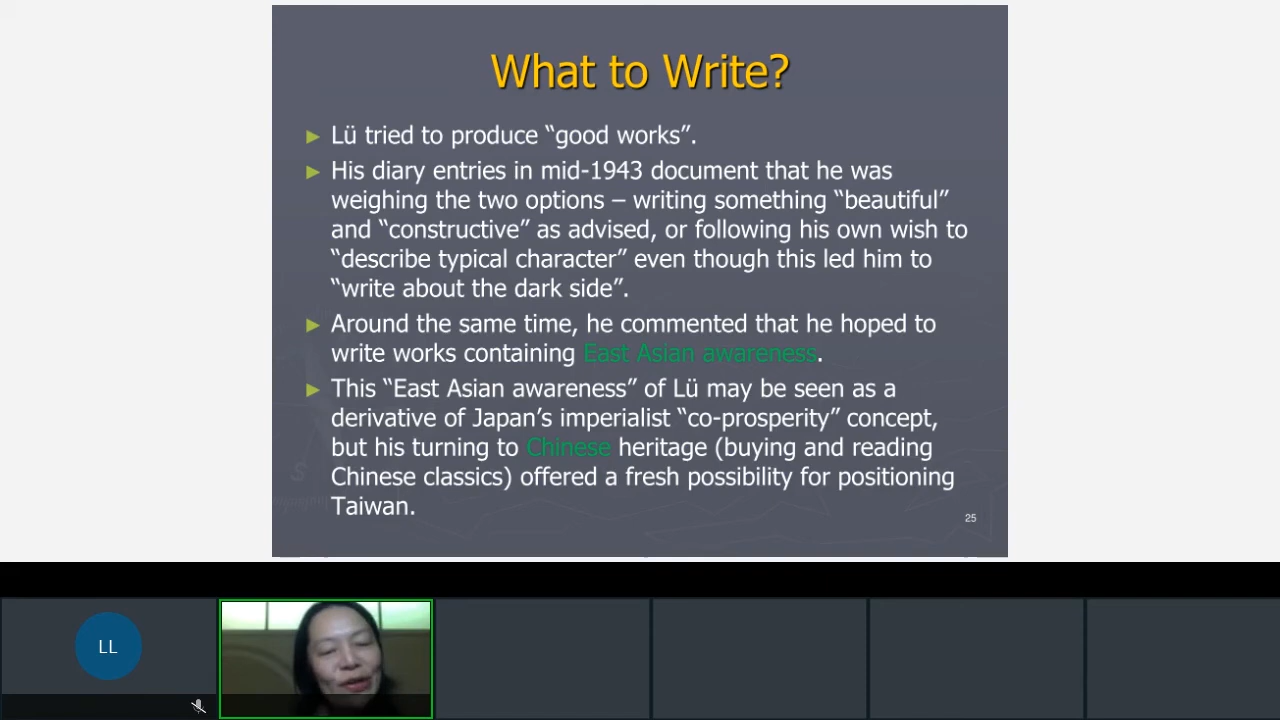 What to Write?
► Lü tried to produce “good works”.
► His diary entries in mid-1943 document that he was
weighing the two options – writing something “beautiful”
and “constructive” as advised, or following his own wish to
“describe typical character” even though this led him to
“write about the dark side”.
► Around the same time, he commented that he hoped to
write works containing East Asian awareness.
► This “East Asian awareness” of Lü may be seen as a
derivative of Japan’s imperialist “co-prosperity” concept,
but his turning to Chinese heritage (buying and reading
Chinese classics) offered a fresh possibility for positioning
Taiwan.
25
LL